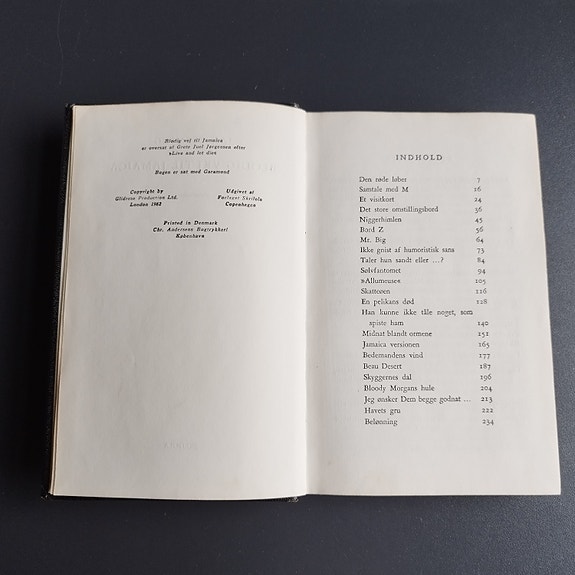 Blodig vej til Jamaica
er oversat af Grete Juel Jørgensen efter
»Live and let die«
Bogen er sat med Garamond
Copyright by
Glidrose Production Ltd.
London
Udgivet af
Forlaget Skrifola
Copenhagen
Printed in Denmark
Chr. Andersens Bogtrykkeri
København
INDHOLD
Den røde løber 7
Samtale med M 16
Et visitkort 24
Det store omstillingsbord 36
Niggerhimlen 45
Bord Z 56
Mr. Big 64
Ikke gnist af humoristisk sans 73
Taler hun sandt eller ...? 84
Sølvfantomet 94
»Allumeuse« 105
Skattoøen 116
En pelikans død 128
Han kunne ikke tåle noget, som
spiste ham 140
Midnat blandt ormene 151
Jamaica versionen 165
Bedemandens vind 177
Beau Desert 187
Skyggernes dal 196
Bloody Morgans hule 204
Jeg ønsker Dem begge godnat ... 213
Havets gru 222
Belønning 234